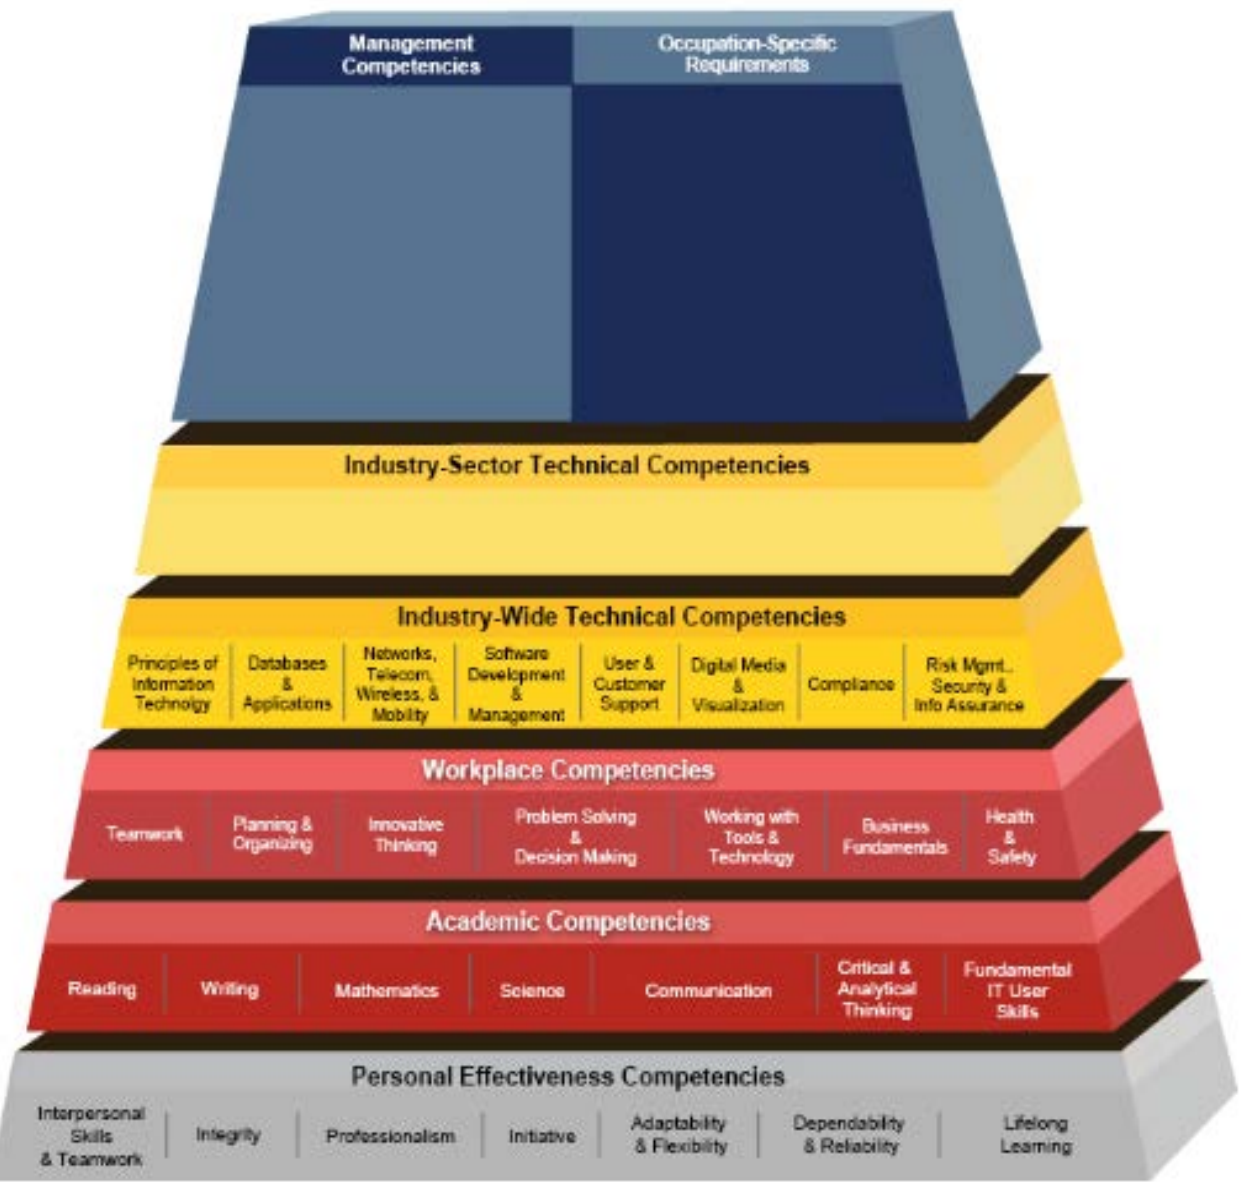 Management
Competencies
Occupation-Specific
Requirements
Industry-Sector Technical Competencies
Industry-Wide Technical Competencies
Principles of
Information
Technolgy
Databases
&
Applications
Networks,
Telecom,
Wireless, &
Mobility
Software
Development
&
Management
User &
Customer
Support
Digital Media
&
Visualization
Compliance
Risk Mgmt.,
Security &
Info Assurance
Workplace Competencies
Teamwork
Planning &
Organizing
Innovative
Thinking
Problem Solving
&
Decision Making
Working with
Tools &
Technology
Business
Fundamentals
Health
&
Safety
Academic Competencies
Reading
Writing
Mathematics
Science
Communication
Critical &
Analytical
Thinking
Fundamental
IT User
Skills
Personal Effectiveness Competencies
Interpersonal
Skills
& Teamwork
Integrity
Professionalism
Initiative
Adaptability
& Flexibility
Dependability
& Reliability
Lifelong
Learning